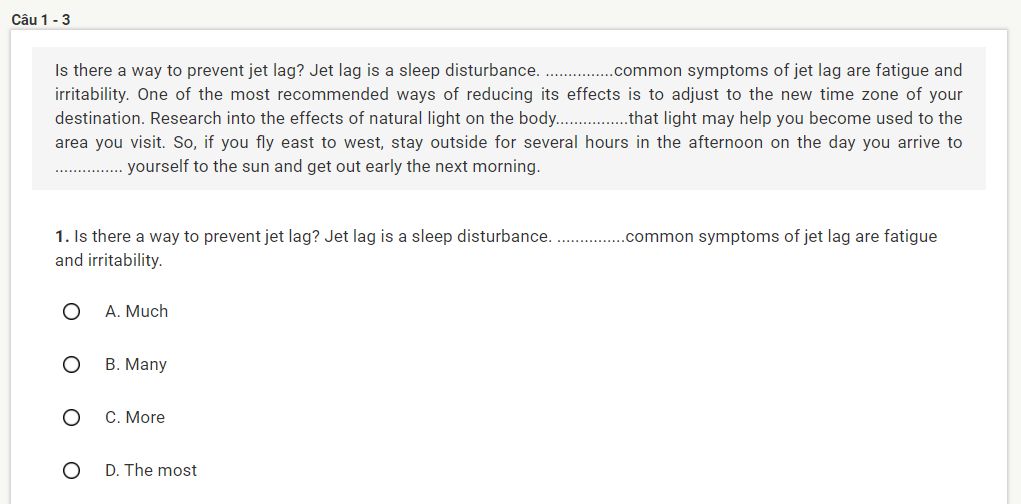 Câu 1 - 3
Is there a way to prevent jet lag? Jet lag is a sleep disturbance. ...............common symptoms of jet lag are fatigue and
irritability. One of the most recommended ways of reducing its effects is to adjust to the new time zone of your
destination. Research into the effects of natural light on the body................that light may help you become used to the
area you visit. So, if you fly east to west, stay outside for several hours in the afternoon on the day you arrive to
............... yourself to the sun and get out early the next morning.
1. Is there a way to prevent jet lag? Jet lag is a sleep disturbance. ...............common symptoms of jet lag are fatigue
and irritability.
A. Much
B. Many
C. More
D. The most